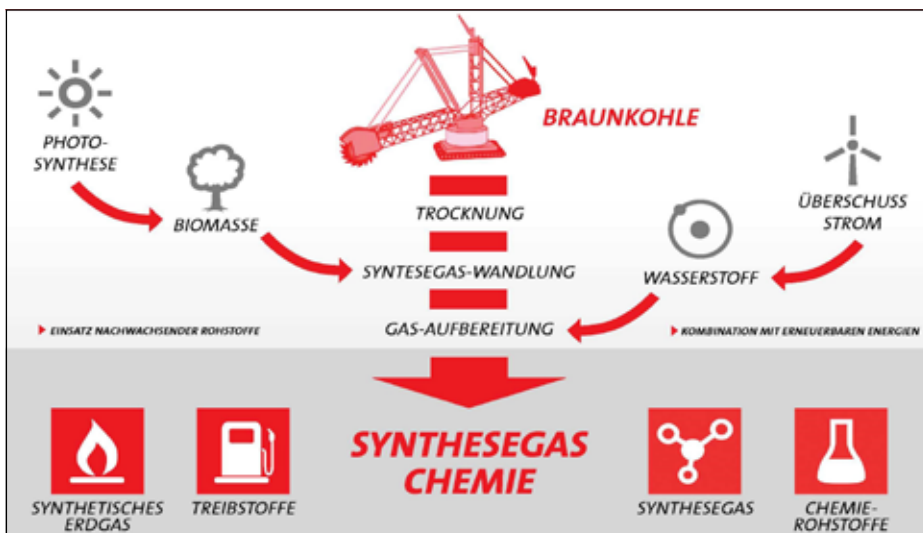 BRAUNKOHLE
PHOTO-
SYNTHESE
BIOMASSE
TROCKNUNG
ÜBERSCHUSS
STROM
SYNTESEGAS-WANDLUNG
WASSERSTOFF
GAS-AUFBEREITUNG
EINSATZ NACHWACHSENDER ROHSTOFFE
KOMBINATION MIT ERNEUERBAREN ENERGIEN
SYNTHESEGAS
CHEMIE
SYNTHETISCHES
ERDGAS
TREIBSTOFFE
SYNTHESEGAS
CHEMIE-
ROHSTOFFE